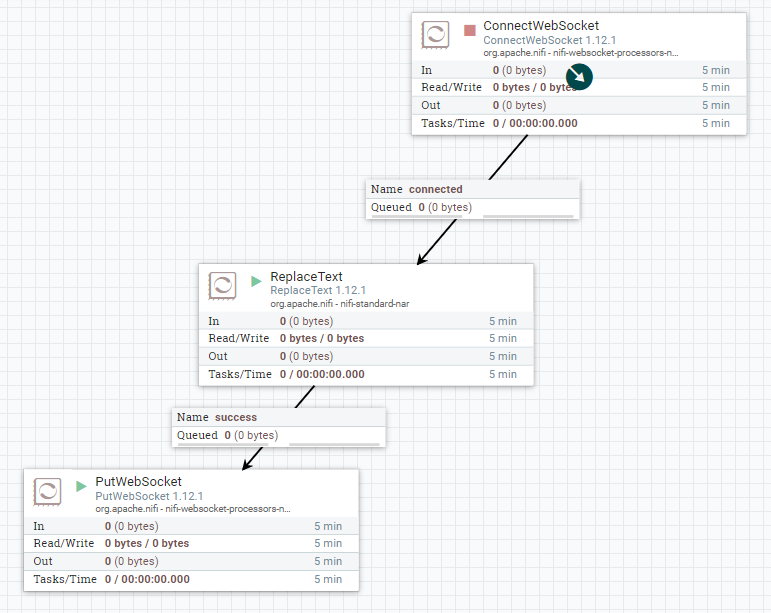 ConnectWebSocket
ConnectWebSocket 1.12.1
org.apache.nifi - nifi-websocket-processors-n...
In 0 (0 bytes) 5 min
Read/Write 0 bytes / 0 bytes 5 min
Out 0 (0 bytes) 5 min
Tasks/Time 0 / 00:00:00.000 5 min
Name connected
Queued 0 (0 bytes)
ReplaceText
ReplaceText 1.12.1
org.apache.nifi - nifi-standard-nar
In 0 (0 bytes) 5 min
Read/Write 0 bytes / 0 bytes 5 min
Out 0 (0 bytes) 5 min
Tasks/Time 0 / 00:00:00.000 5 min
Name success
Queued 0 (0 bytes)
PutWebSocket
PutWebSocket 1.12.1
org.apache.nifi - nifi-websocket-processors-n...
In 0 (0 bytes) 5 min
Read/Write 0 bytes / 0 bytes 5 min
Out 0 (0 bytes) 5 min
Tasks/Time 0 / 00:00:00.000 5 min